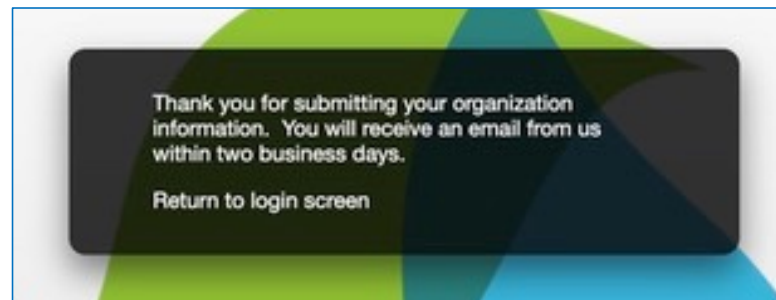 Thank you for submitting your organization
information.  You will receive an email from us
within two business days.
Return to login screen